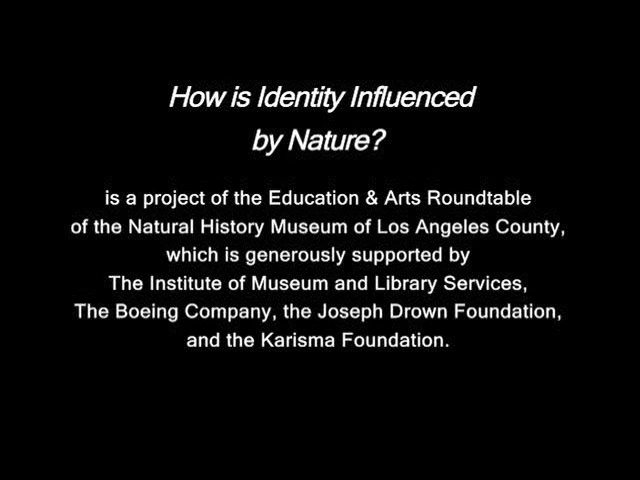 How is Identity Influenced
by Nature?
is a project of the Education & Arts Roundtable
of the Natural History Museum of Los Angeles County,
which is generously supported by
The Institute of Museum and Library Services,
The Boeing Company, the Joseph Drown Foundation,
and the Karisma Foundation.